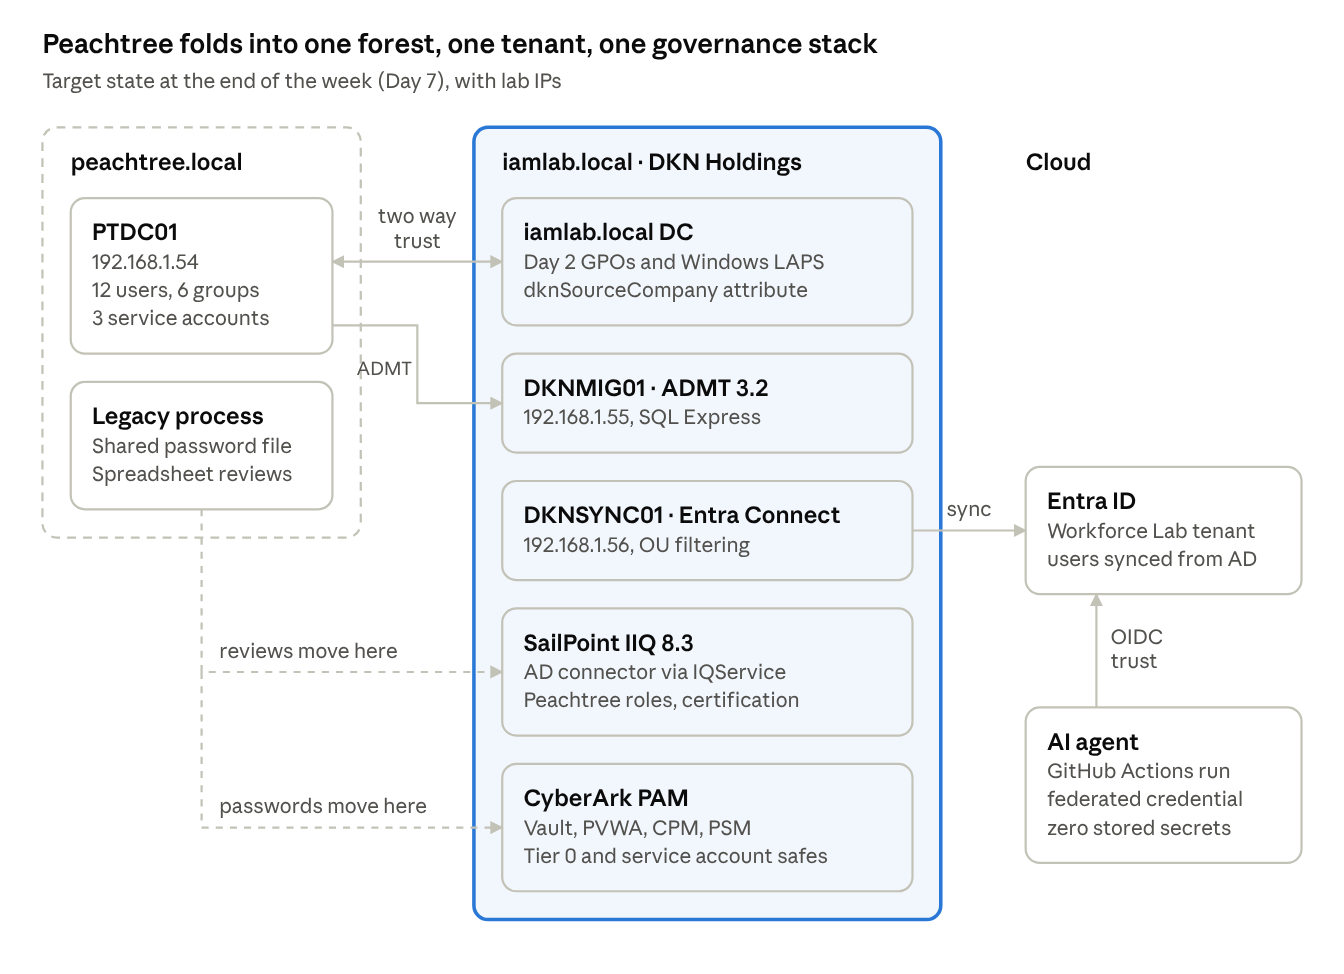 Peachtree folds into one forest, one tenant, one governance stack
Target state at the end of the week (Day 7), with lab IPs
peachtree.local
PTDC01
192.168.1.54
12 users, 6 groups
3 service accounts
Legacy process
Shared password file
Spreadsheet reviews
two way
trust
ADMT
reviews move here
passwords move here
iamlab.local · DKN Holdings
iamlab.local DC
Day 2 GPOs and Windows LAPS
dknSourceCompany attribute
DKNMIG01 · ADMT 3.2
192.168.1.55, SQL Express
DKNSYNC01 · Entra Connect
192.168.1.56, OU filtering
SailPoint IIQ 8.3
AD connector via IQService
Peachtree roles, certification
CyberArk PAM
Vault, PVWA, CPM, PSM
Tier 0 and service account safes
sync
Cloud
Entra ID
Workforce Lab tenant
users synced from AD
OIDC
trust
AI agent
GitHub Actions run
federated credential
zero stored secrets